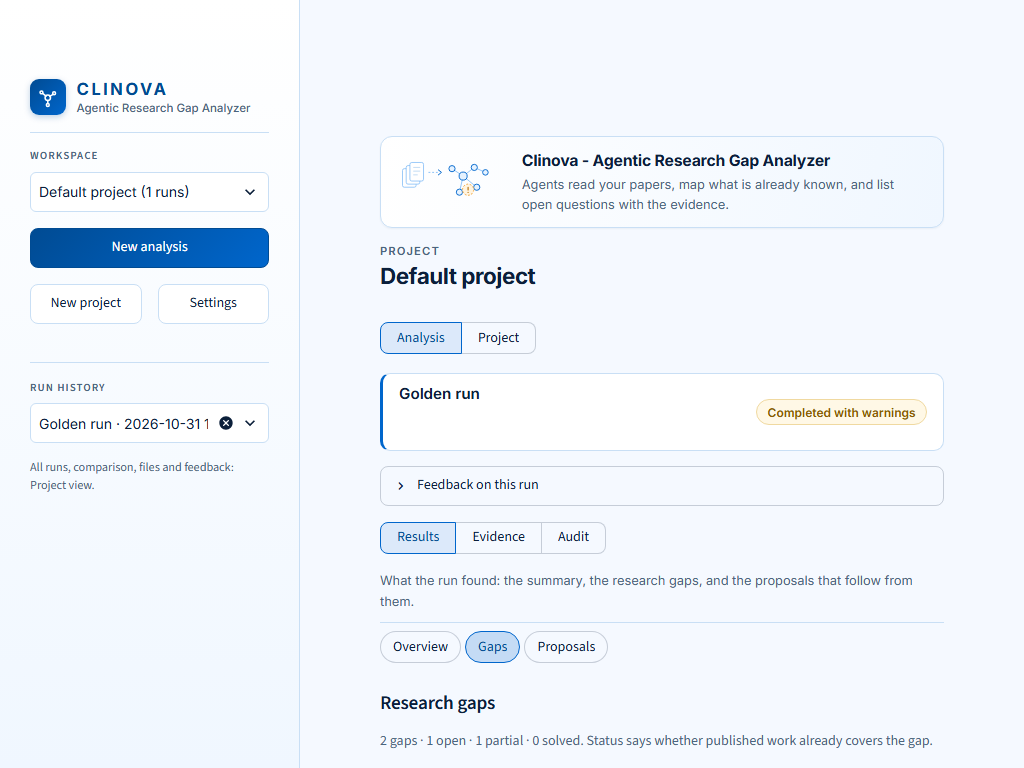 CLINOVA
Agentic Research Gap Analyzer
WORKSPACE
Default project (1 runs)
New analysis
New project
Settings
RUN HISTORY
Golden run · 2026-10-31 1
All runs, comparison, files and feedback:
Project view.
Clinova - Agentic Research Gap Analyzer
Agents read your papers, map what is already known, and list
open questions with the evidence.
PROJECT
Default project
Analysis
Project
Golden run
Completed with warnings
Feedback on this run
Results
Evidence
Audit
What the run found: the summary, the research gaps, and the proposals that follow from
them.
Overview
Gaps
Proposals
Research gaps
2 gaps · 1 open · 1 partial · 0 solved. Status says whether published work already covers the gap.